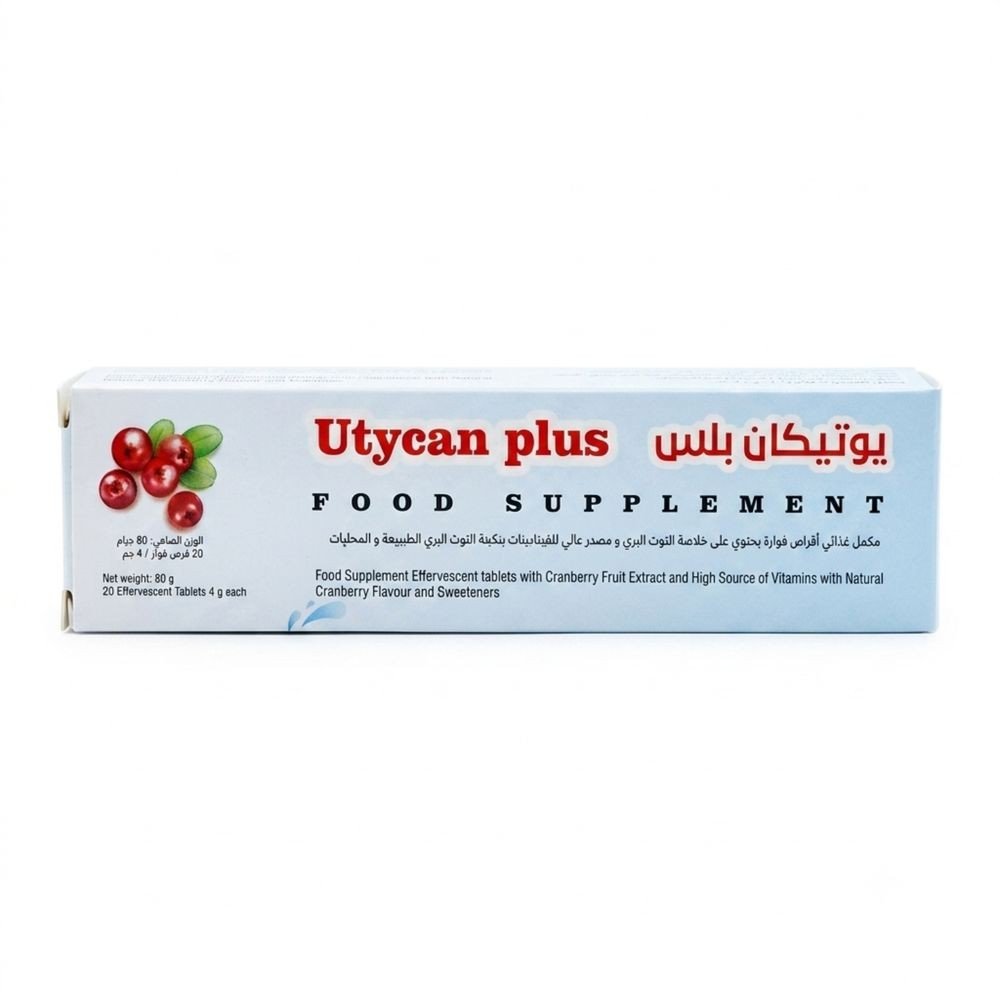 Utycan plus يوتيكان بلس
FOOD SUPPLEMENT
مكمل غذائي أقراص فوارة يحتوي على خلاصة التوت البري و مصدر عالي للفيتامينات بنكهة التوت البري الطبيعة و المحليات
Food Supplement Effervescent tablets with Cranberry Fruit Extract and High Source of Vitamins with Natural
Cranberry Flavour and Sweeteners
الوزن الصافي: 80 جيام
20 قرص فوار / 4 جم
Net weight: 80 g
20 Effervescent Tablets 4 g each